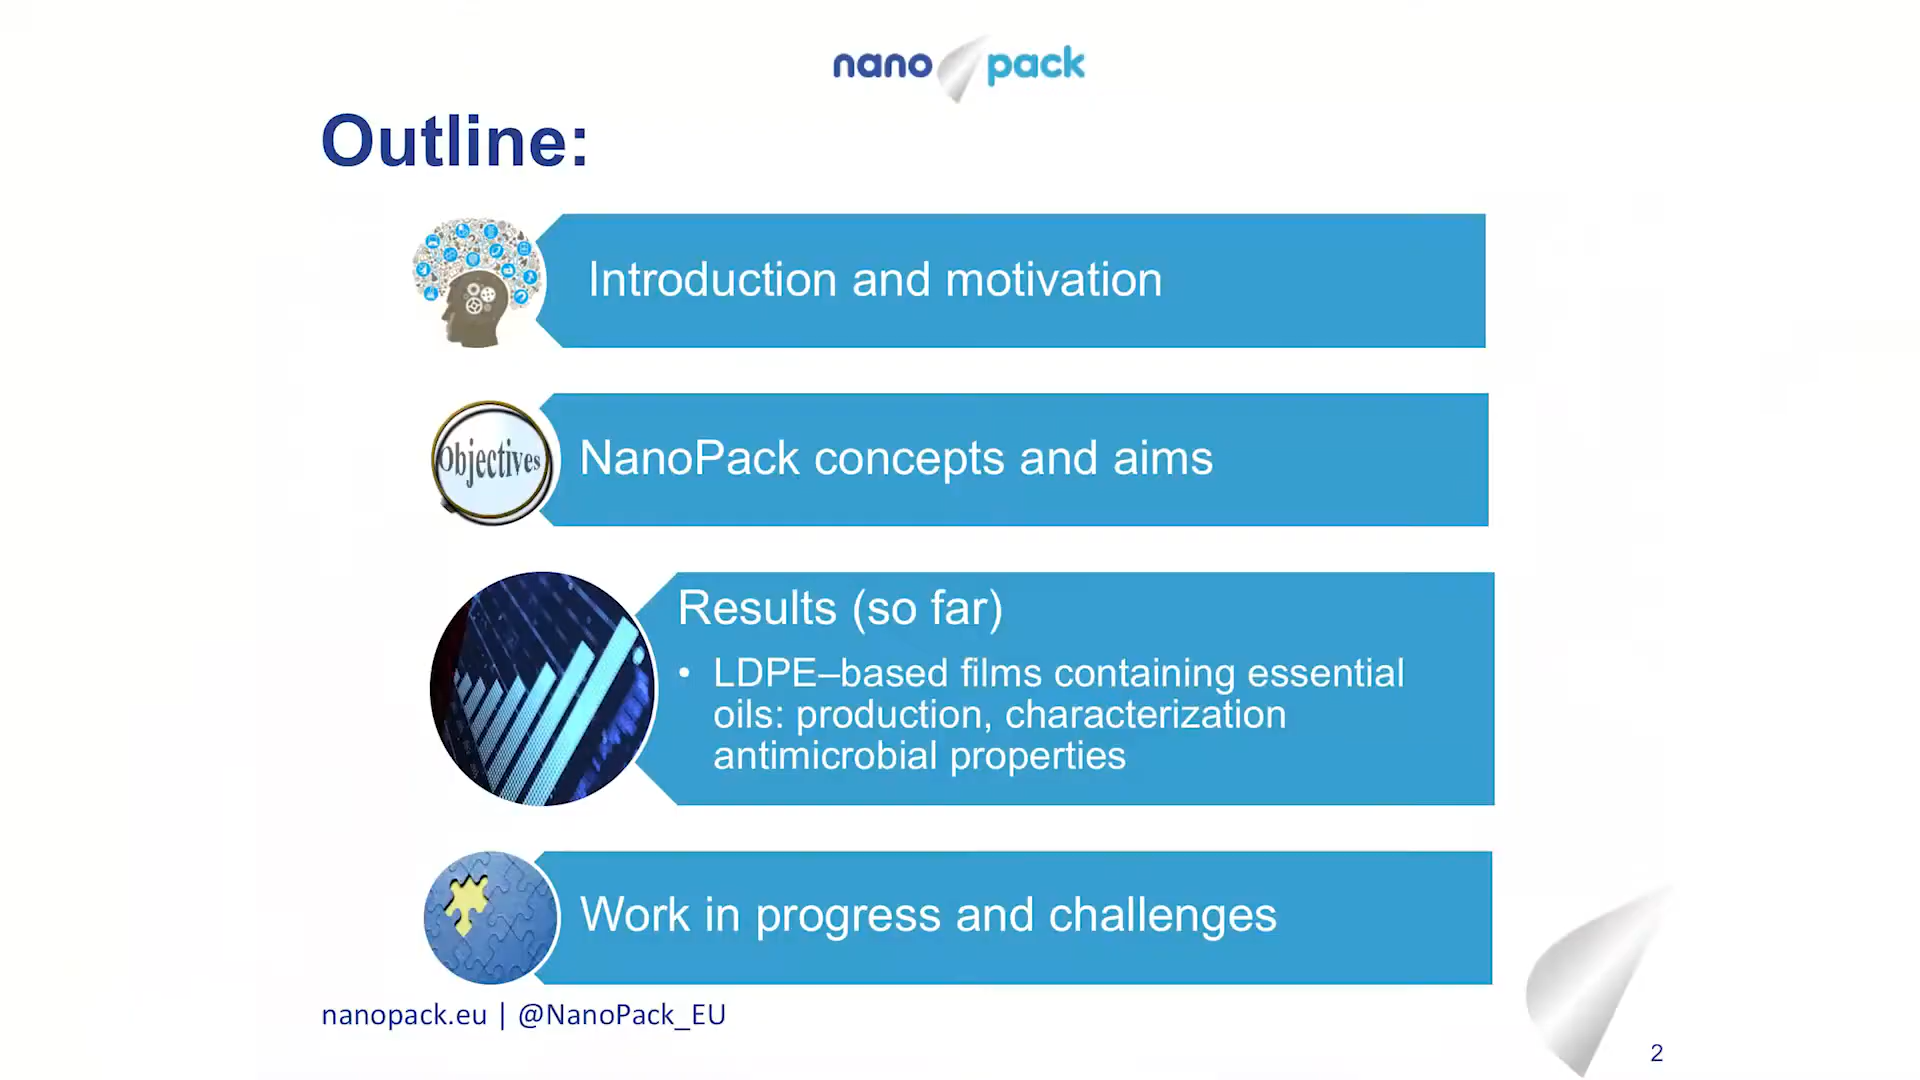 nano pack
Outline:
Introduction and motivation
Objectives
NanoPack concepts and aims
Results (so far)
• LDPE–based films containing essential
oils: production, characterization
antimicrobial properties
Work in progress and challenges
nanopack.eu | @NanoPack_EU
2